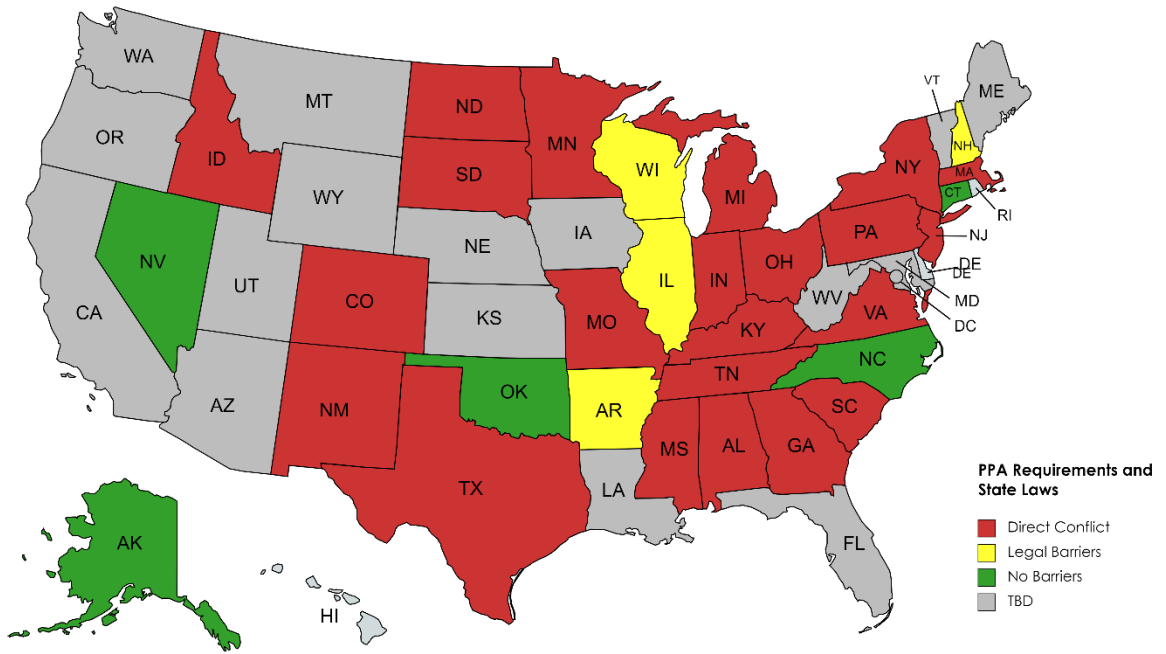 WA
VT
ME
MT
ND
OR
MN
NH
ID
WI
NY
SD
MA
MI
CT
WY
RI
IA
PA
NJ
NE
NV
OH
DE
DE
UT
IL
IN
WV
CO
MD
CA
KS
VA
MO
DC
KY
NC
TN
OK
AZ
NM
AR
SC
MS
AL
GA
PPA Requirements and
State Laws
TX
LA
Direct Conflict
AK
FL
Legal Barriers
No Barriers
TBD
HI